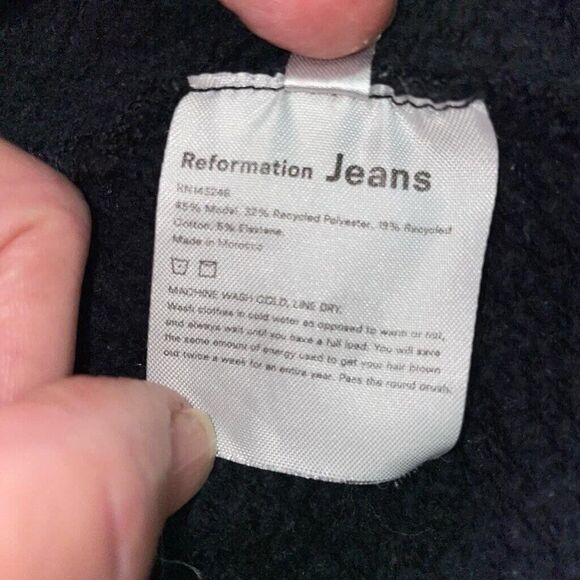 Reformation Jeans
RN143246
45% Modal, 32% Recycled Polyester, 19% Recycled
Cotton, 5% Elastane.
Made in Morocco
MACHINE WASH COLD, LINE DRY.
Wash clothes in cold water as opposed to warm or hot,
and always wait until you have a full load. You will save
the same amount of energy used to get your hair blown
out twice a week for an entire year. Pass the round brush.